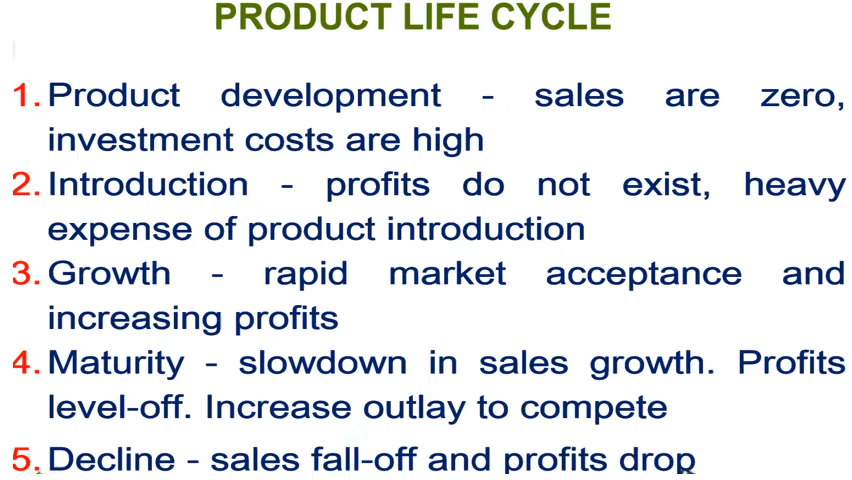 PRODUCT LIFE CYCLE
1. Product development - sales are zero,
investment costs are high
2. Introduction - profits do not exist, heavy
expense of product introduction
3. Growth - rapid market acceptance and
increasing profits
4. Maturity - slowdown in sales growth. Profits
level-off. Increase outlay to compete
5. Decline - sales fall-off and profits drop